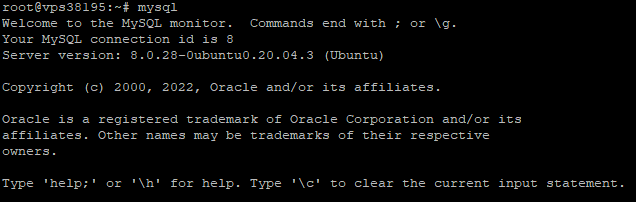 root@vps38195:~# mysql
Welcome to the MySQL monitor.  Commands end with ; or \g.
Your MySQL connection id is 8
Server version: 8.0.28-0ubuntu0.20.04.3 (Ubuntu)
Copyright (c) 2000, 2022, Oracle and/or its affiliates.
Oracle is a registered trademark of Oracle Corporation and/or its
affiliates. Other names may be trademarks of their respective
owners.
Type 'help;' or '\h' for help. Type '\c' to clear the current input statement.